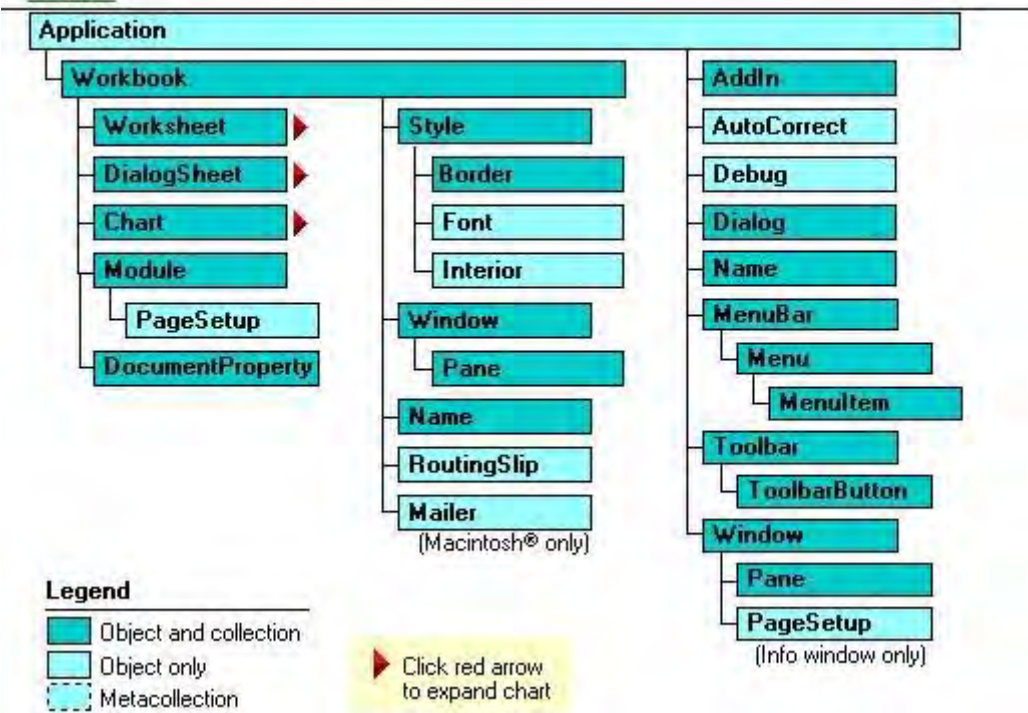 Application
Workbook
Worksheet
DialogSheet
Chart
Module
PageSetup
DocumentProperty
Style
Border
Font
Interior
Window
Pane
Name
RoutingSlip
Mailer
(Macintosh® only)
AddIn
AutoCorrect
Debug
Dialog
Name
MenuBar
Menu
MenuItem
Toolbar
ToolbarButton
Window
Pane
PageSetup
(Info window only)
Legend
Object and collection
Object only
Metacollection
Click red arrow
to expand chart